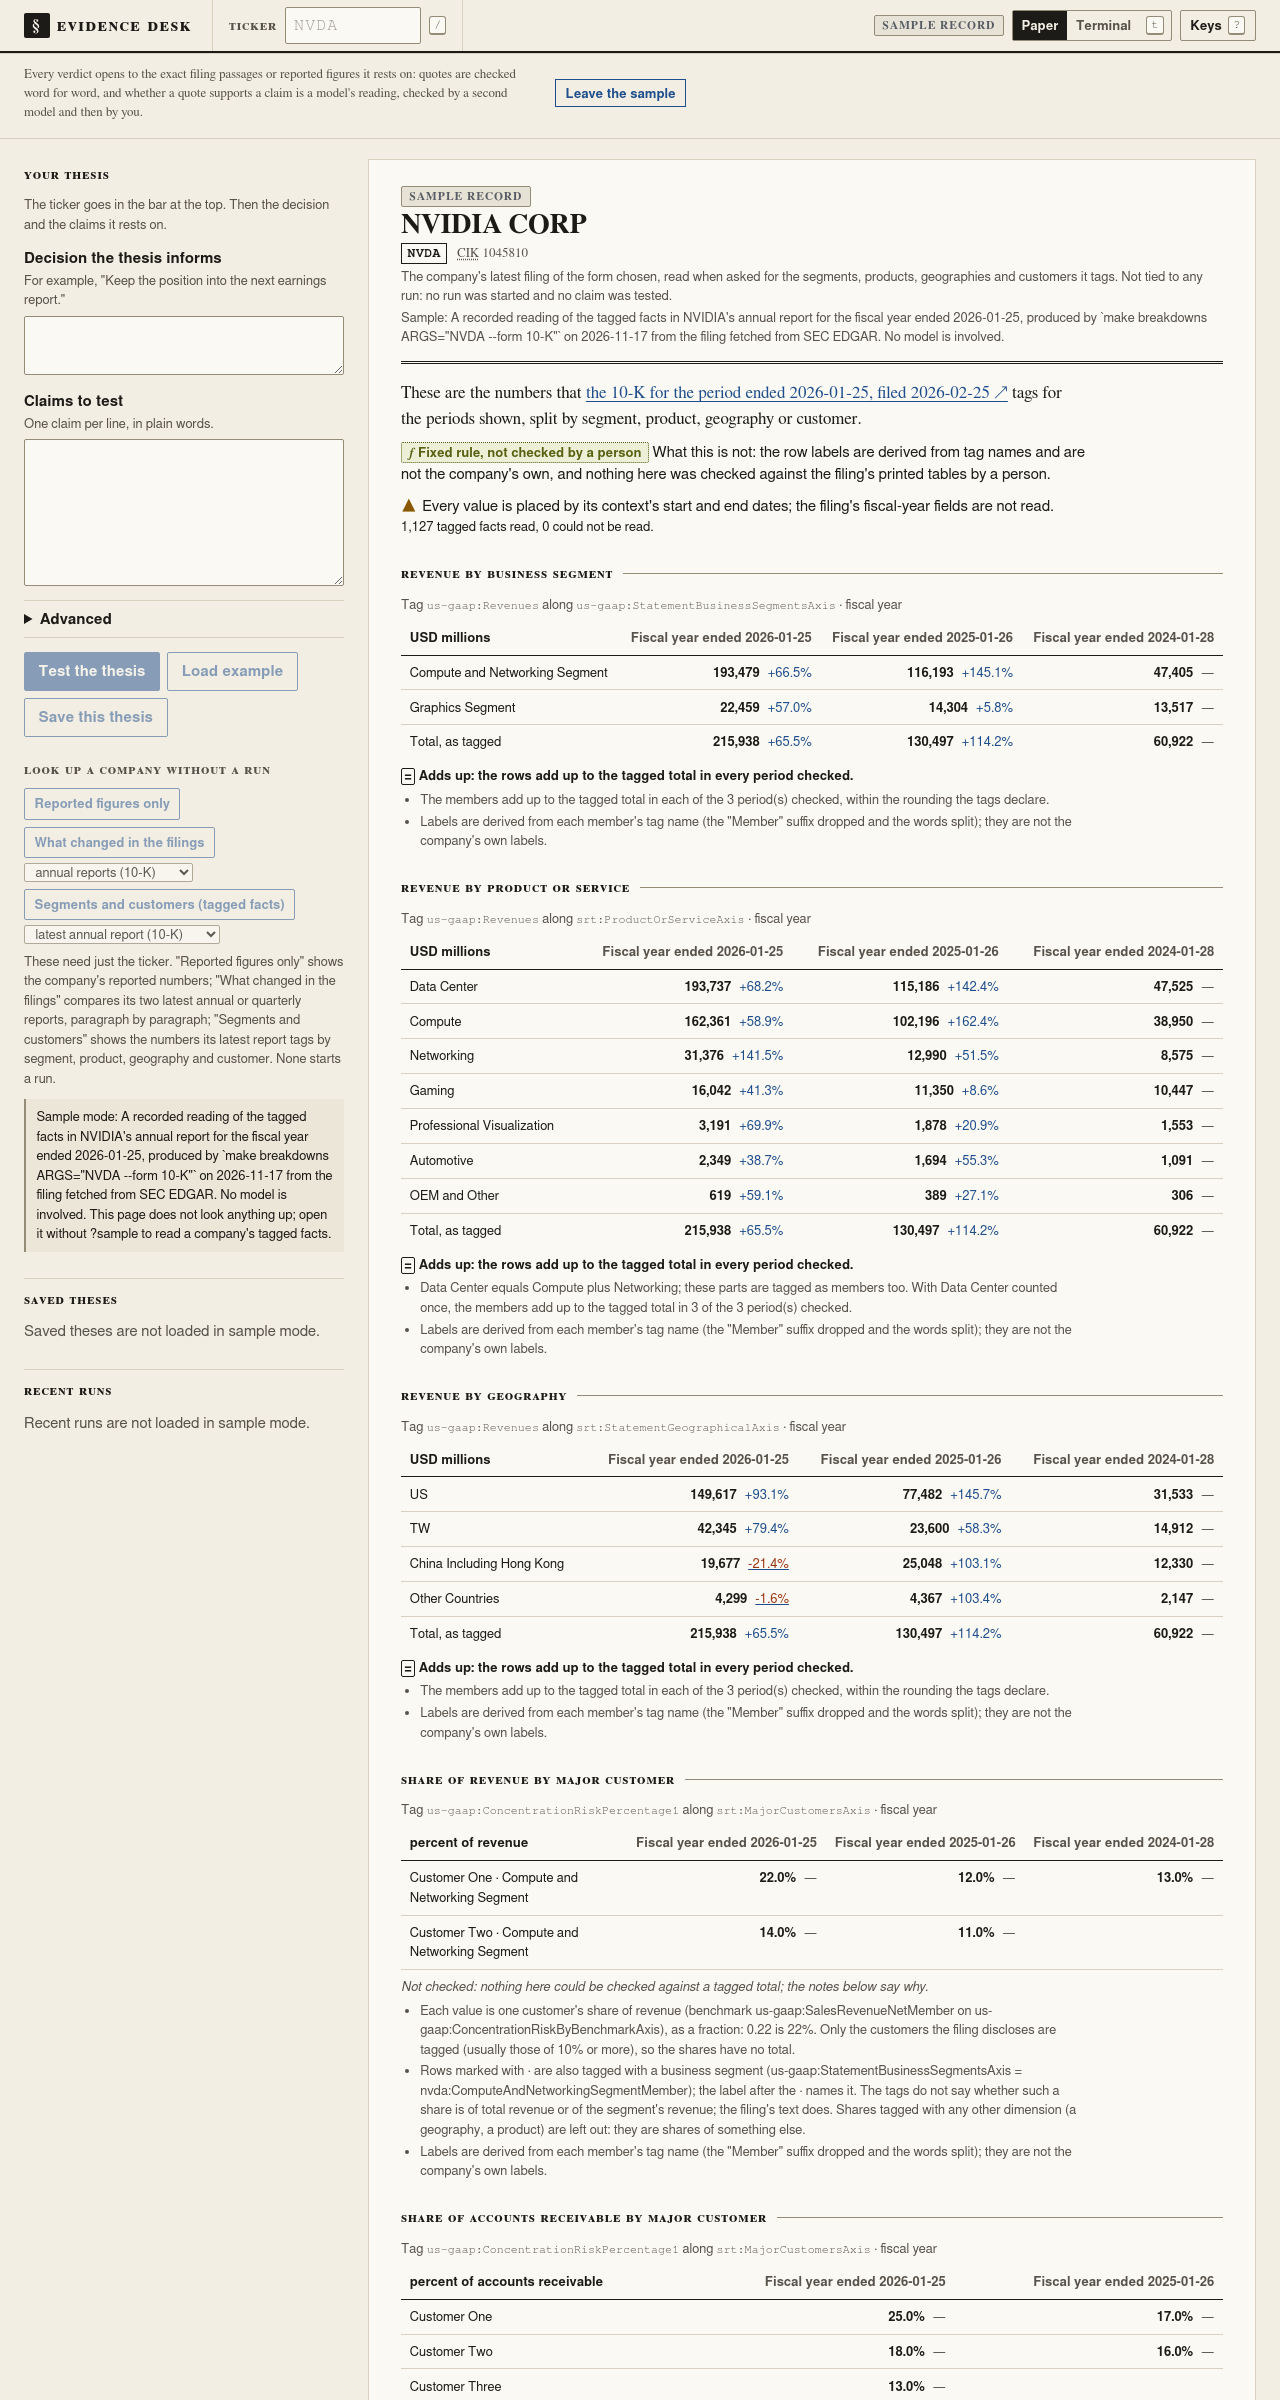 § EVIDENCE DESK
TICKER NVDA /
SAMPLE RECORD
Paper Terminal t
Keys ?
Every verdict opens to the exact filing passages or reported figures it rests on: quotes are checked
word for word, and whether a quote supports a claim is a model's reading, checked by a second
model and then by you.
Leave the sample
YOUR THESIS
The ticker goes in the bar at the top. Then the decision
and the claims it rests on.
Decision the thesis informs
For example, "Keep the position into the next earnings
report."
Claims to test
One claim per line, in plain words.
Advanced
Test the thesis
Load example
Save this thesis
LOOK UP A COMPANY WITHOUT A RUN
Reported figures only
What changed in the filings
annual reports (10-K)
Segments and customers (tagged facts)
latest annual report (10-K)
These need just the ticker. "Reported figures only" shows
the company's reported numbers; "What changed in the
filings" compares its two latest annual or quarterly
reports, paragraph by paragraph; "Segments and
customers" shows the numbers its latest report tags by
segment, product, geography and customer. None starts
a run.
Sample mode: A recorded reading of the tagged
facts in NVIDIA's annual report for the fiscal year
ended 2026-01-25, produced by `make breakdowns
ARGS="NVDA --form 10-K"` on 2026-11-17 from the
filing fetched from SEC EDGAR. No model is
involved. This page does not look anything up; open
it without ?sample to read a company's tagged facts.
SAVED THESES
Saved theses are not loaded in sample mode.
RECENT RUNS
Recent runs are not loaded in sample mode.
SAMPLE RECORD
NVIDIA CORP
NVDA CIK 1045810
The company's latest filing of the form chosen, read when asked for the segments, products, geographies and customers it tags. Not tied to any
run: no run was started and no claim was tested.
Sample: A recorded reading of the tagged facts in NVIDIA's annual report for the fiscal year ended 2026-01-25, produced by `make breakdowns
ARGS="NVDA --form 10-K"` on 2026-11-17 from the filing fetched from SEC EDGAR. No model is involved.
These are the numbers that the 10-K for the period ended 2026-01-25, filed 2026-02-25 ↗ tags for
the periods shown, split by segment, product, geography or customer.
ƒ Fixed rule, not checked by a person What this is not: the row labels are derived from tag names and are
not the company's own, and nothing here was checked against the filing's printed tables by a person.
▲ Every value is placed by its context's start and end dates; the filing's fiscal-year fields are not read.
1,127 tagged facts read, 0 could not be read.
REVENUE BY BUSINESS SEGMENT
Tag us-gaap:Revenues along us-gaap:StatementBusinessSegmentsAxis · fiscal year
USD millions Fiscal year ended 2026-01-25 Fiscal year ended 2025-01-26 Fiscal year ended 2024-01-28
Compute and Networking Segment 193,479 +66.5% 116,193 +145.1% 47,405 —
Graphics Segment 22,459 +57.0% 14,304 +5.8% 13,517 —
Total, as tagged 215,938 +65.5% 130,497 +114.2% 60,922 —
= Adds up: the rows add up to the tagged total in every period checked.
• The members add up to the tagged total in each of the 3 period(s) checked, within the rounding the tags declare.
• Labels are derived from each member's tag name (the "Member" suffix dropped and the words split); they are not the
company's own labels.
REVENUE BY PRODUCT OR SERVICE
Tag us-gaap:Revenues along srt:ProductOrServiceAxis · fiscal year
USD millions Fiscal year ended 2026-01-25 Fiscal year ended 2025-01-26 Fiscal year ended 2024-01-28
Data Center 193,737 +68.2% 115,186 +142.4% 47,525 —
Compute 162,361 +58.9% 102,196 +162.4% 38,950 —
Networking 31,376 +141.5% 12,990 +51.5% 8,575 —
Gaming 16,042 +41.3% 11,350 +8.6% 10,447 —
Professional Visualization 3,191 +69.9% 1,878 +20.9% 1,553 —
Automotive 2,349 +38.7% 1,694 +55.3% 1,091 —
OEM and Other 619 +59.1% 389 +27.1% 306 —
Total, as tagged 215,938 +65.5% 130,497 +114.2% 60,922 —
= Adds up: the rows add up to the tagged total in every period checked.
• Data Center equals Compute plus Networking; these parts are tagged as members too. With Data Center counted
once, the members add up to the tagged total in 3 of the 3 period(s) checked.
• Labels are derived from each member's tag name (the "Member" suffix dropped and the words split); they are not the
company's own labels.
REVENUE BY GEOGRAPHY
Tag us-gaap:Revenues along srt:StatementGeographicalAxis · fiscal year
USD millions Fiscal year ended 2026-01-25 Fiscal year ended 2025-01-26 Fiscal year ended 2024-01-28
US 149,617 +93.1% 77,482 +145.7% 31,533 —
TW 42,345 +79.4% 23,600 +58.3% 14,912 —
China Including Hong Kong 19,677 -21.4% 25,048 +103.1% 12,330 —
Other Countries 4,299 -1.6% 4,367 +103.4% 2,147 —
Total, as tagged 215,938 +65.5% 130,497 +114.2% 60,922 —
= Adds up: the rows add up to the tagged total in every period checked.
• The members add up to the tagged total in each of the 3 period(s) checked, within the rounding the tags declare.
• Labels are derived from each member's tag name (the "Member" suffix dropped and the words split); they are not the
company's own labels.
SHARE OF REVENUE BY MAJOR CUSTOMER
Tag us-gaap:ConcentrationRiskPercentage1 along srt:MajorCustomersAxis · fiscal year
percent of revenue Fiscal year ended 2026-01-25 Fiscal year ended 2025-01-26 Fiscal year ended 2024-01-28
Customer One · Compute and
Networking Segment 22.0% — 12.0% — 13.0% —
Customer Two · Compute and
Networking Segment 14.0% — 11.0% —
Not checked: nothing here could be checked against a tagged total; the notes below say why.
• Each value is one customer's share of revenue (benchmark us-gaap:SalesRevenueNetMember on us-
gaap:ConcentrationRiskByBenchmarkAxis), as a fraction: 0.22 is 22%. Only the customers the filing discloses are
tagged (usually those of 10% or more), so the shares have no total.
• Rows marked with · are also tagged with a business segment (us-gaap:StatementBusinessSegmentsAxis =
nvda:ComputeAndNetworkingSegmentMember); the label after the · names it. The tags do not say whether such a
share is of total revenue or of the segment's revenue; the filing's text does. Shares tagged with any other dimension (a
geography, a product) are left out: they are shares of something else.
• Labels are derived from each member's tag name (the "Member" suffix dropped and the words split); they are not the
company's own labels.
SHARE OF ACCOUNTS RECEIVABLE BY MAJOR CUSTOMER
Tag us-gaap:ConcentrationRiskPercentage1 along srt:MajorCustomersAxis · fiscal year
percent of accounts receivable Fiscal year ended 2026-01-25 Fiscal year ended 2025-01-26
Customer One 25.0% — 17.0% —
Customer Two 18.0% — 16.0% —
Customer Three 13.0% —